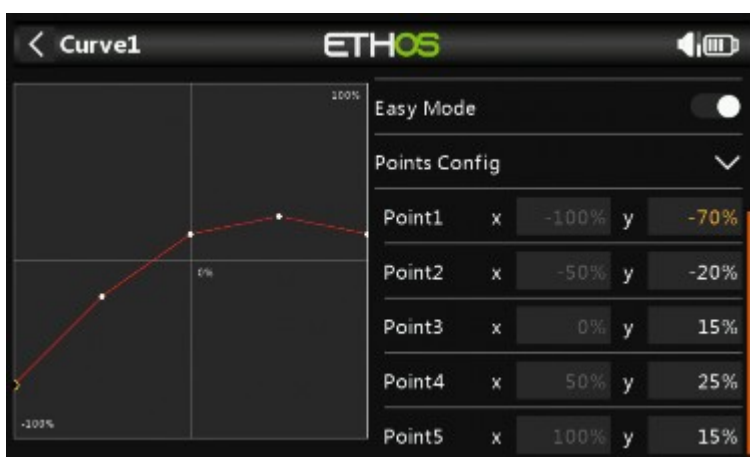 Curve1
ETHOS
100%
0%
-100%
Easy Mode
Points Config
Point1 x -100% y -70%
Point2 x -50% y -20%
Point3 x 0% y 15%
Point4 x 50% y 25%
Point5 x 100% y 15%